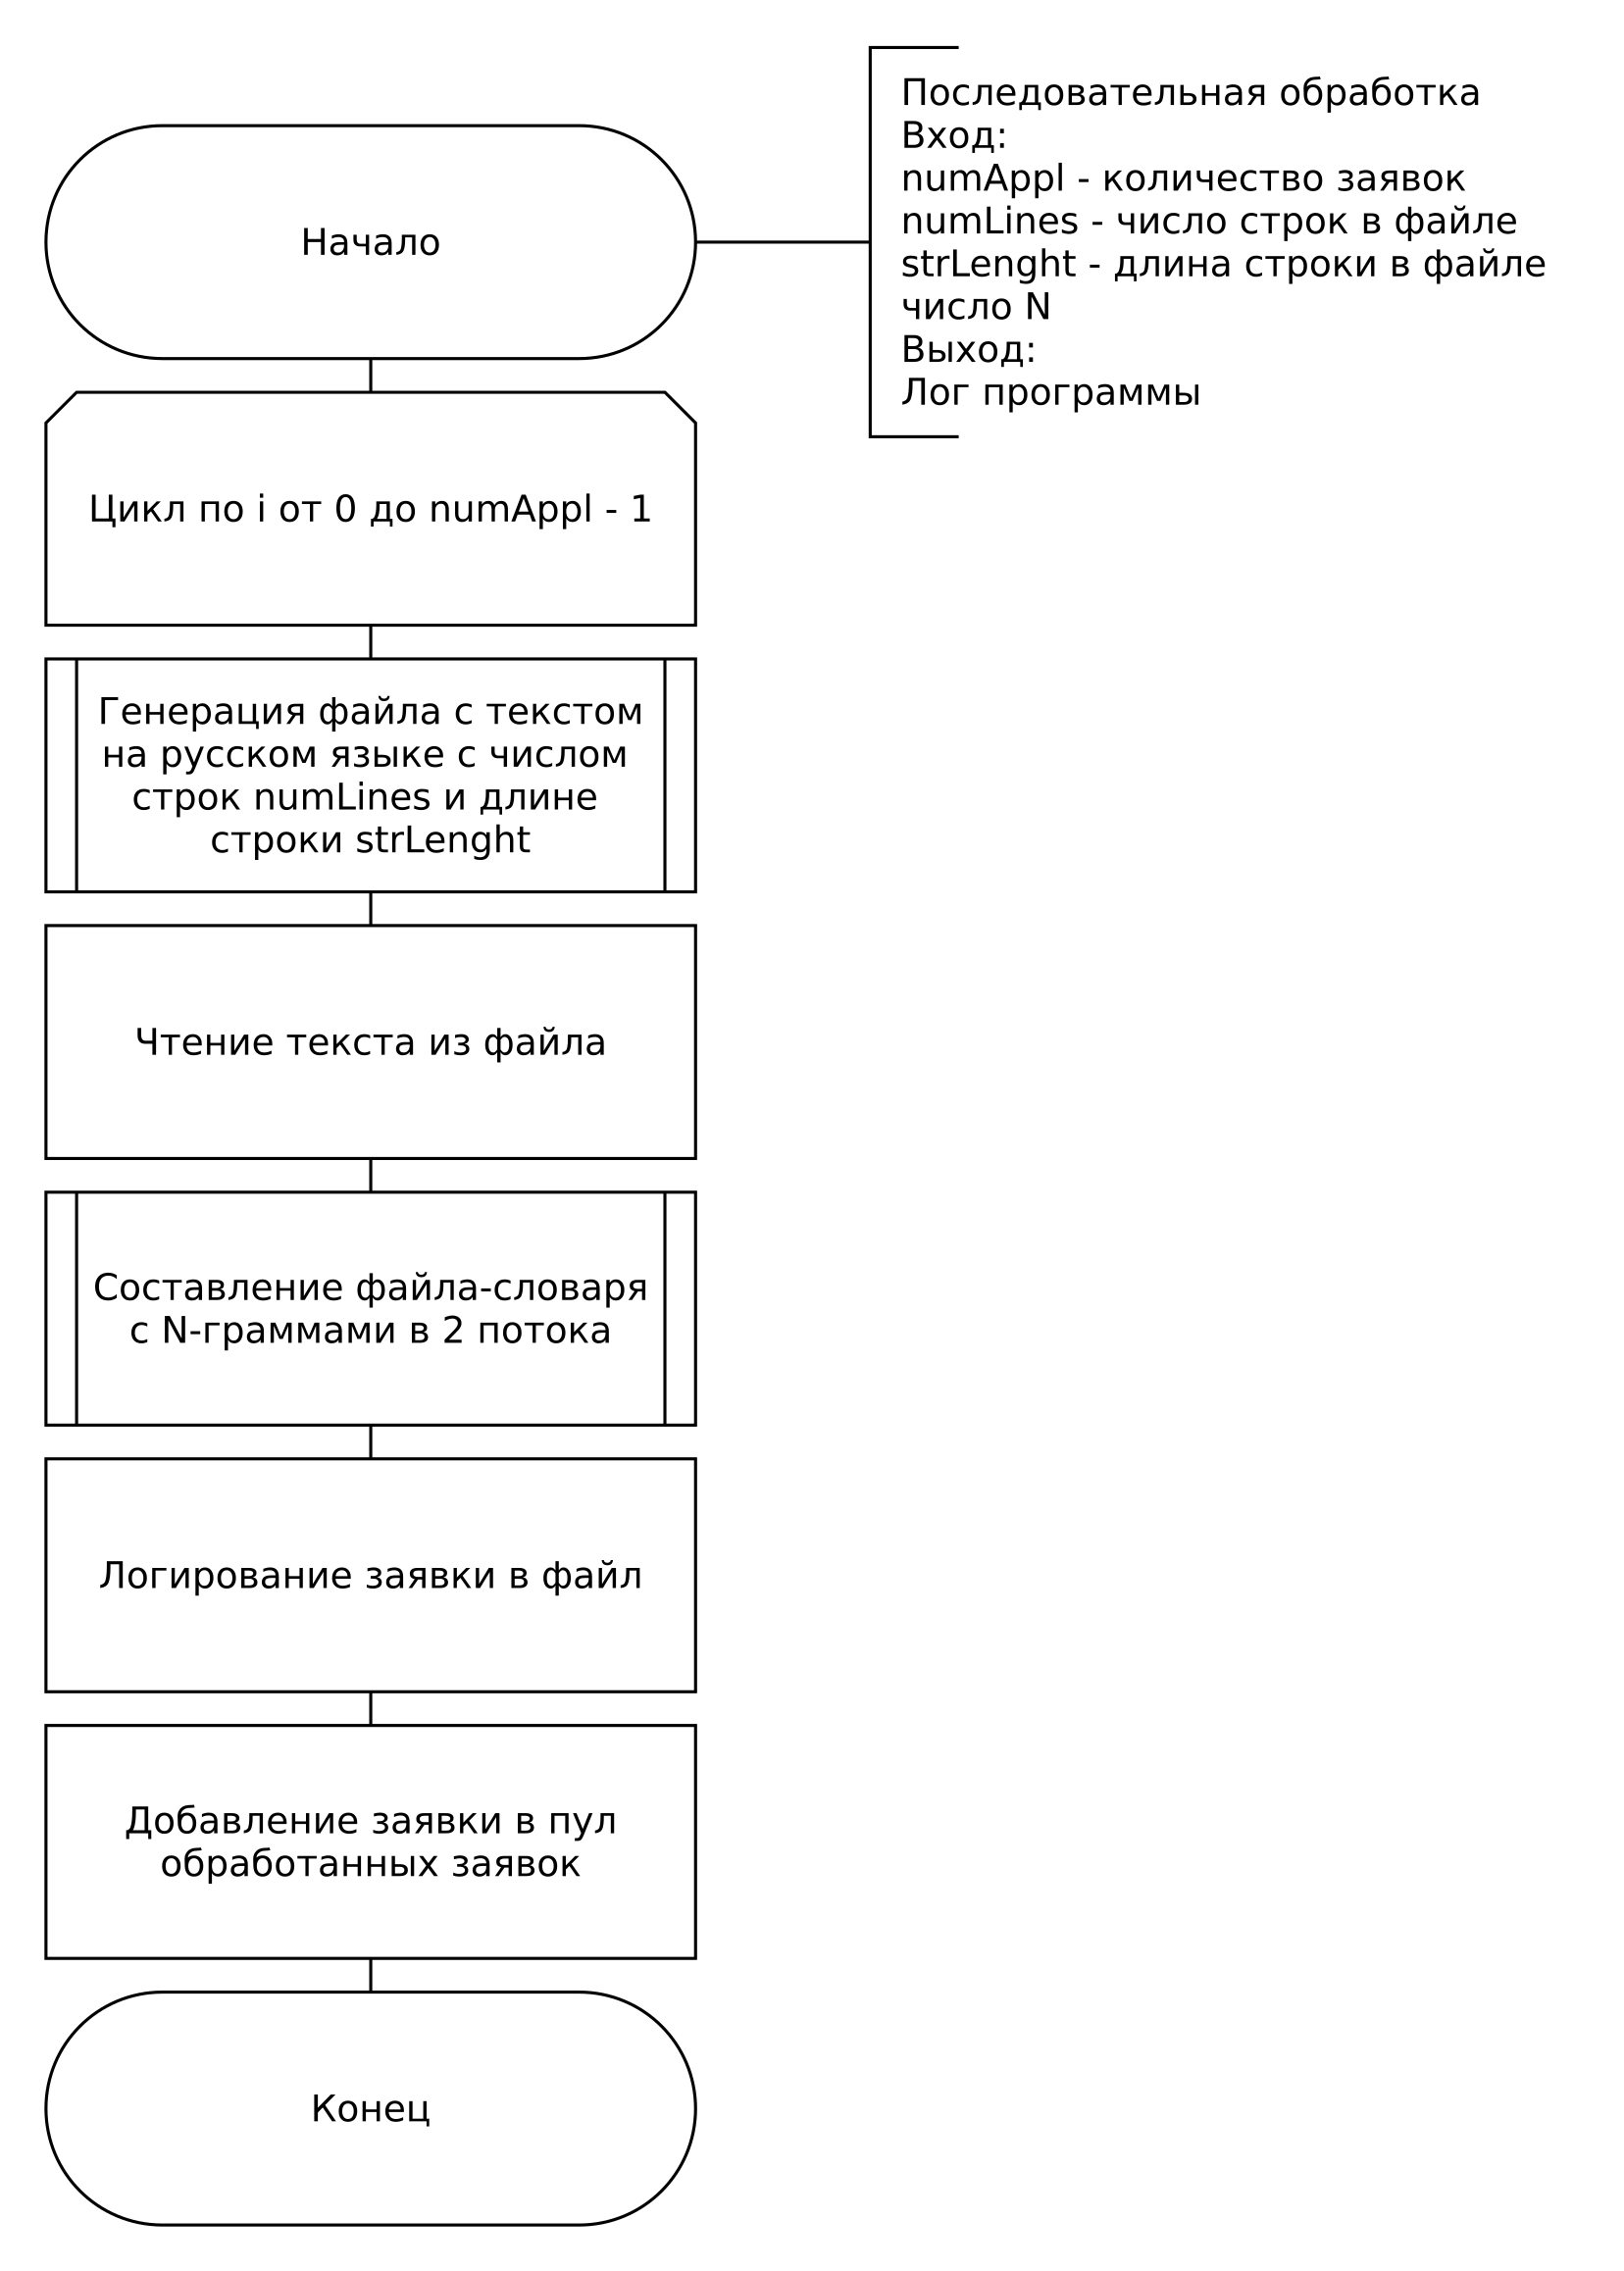 Начало
Последовательная обработка
Вход:
numAppl - количество заявок
numLines - число строк в файле
strLenght - длина строки в файле
число N
Выход:
Лог программы
Цикл по i от 0 до numAppl - 1
Генерация файла с текстом
на русском языке с числом
строк numLines и длине
строки strLenght
Чтение текста из файла
Составление файла-словаря
с N-граммами в 2 потока
Логирование заявки в файл
Добавление заявки в пул
обработанных заявок
Конец